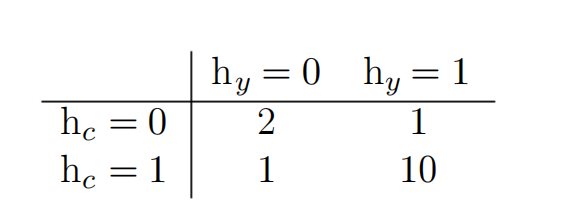 h_y = 0 h_y = 1
h_c = 0 2 1
h_c = 1 1 10